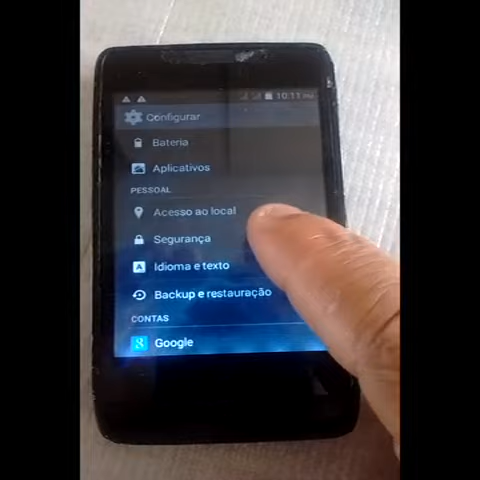 10:11 PM
Configurar
Bateria
Aplicativos
PESSOAL
Acesso ao local
Segurança
Idioma e texto
Backup e restauração
CONTAS
Google